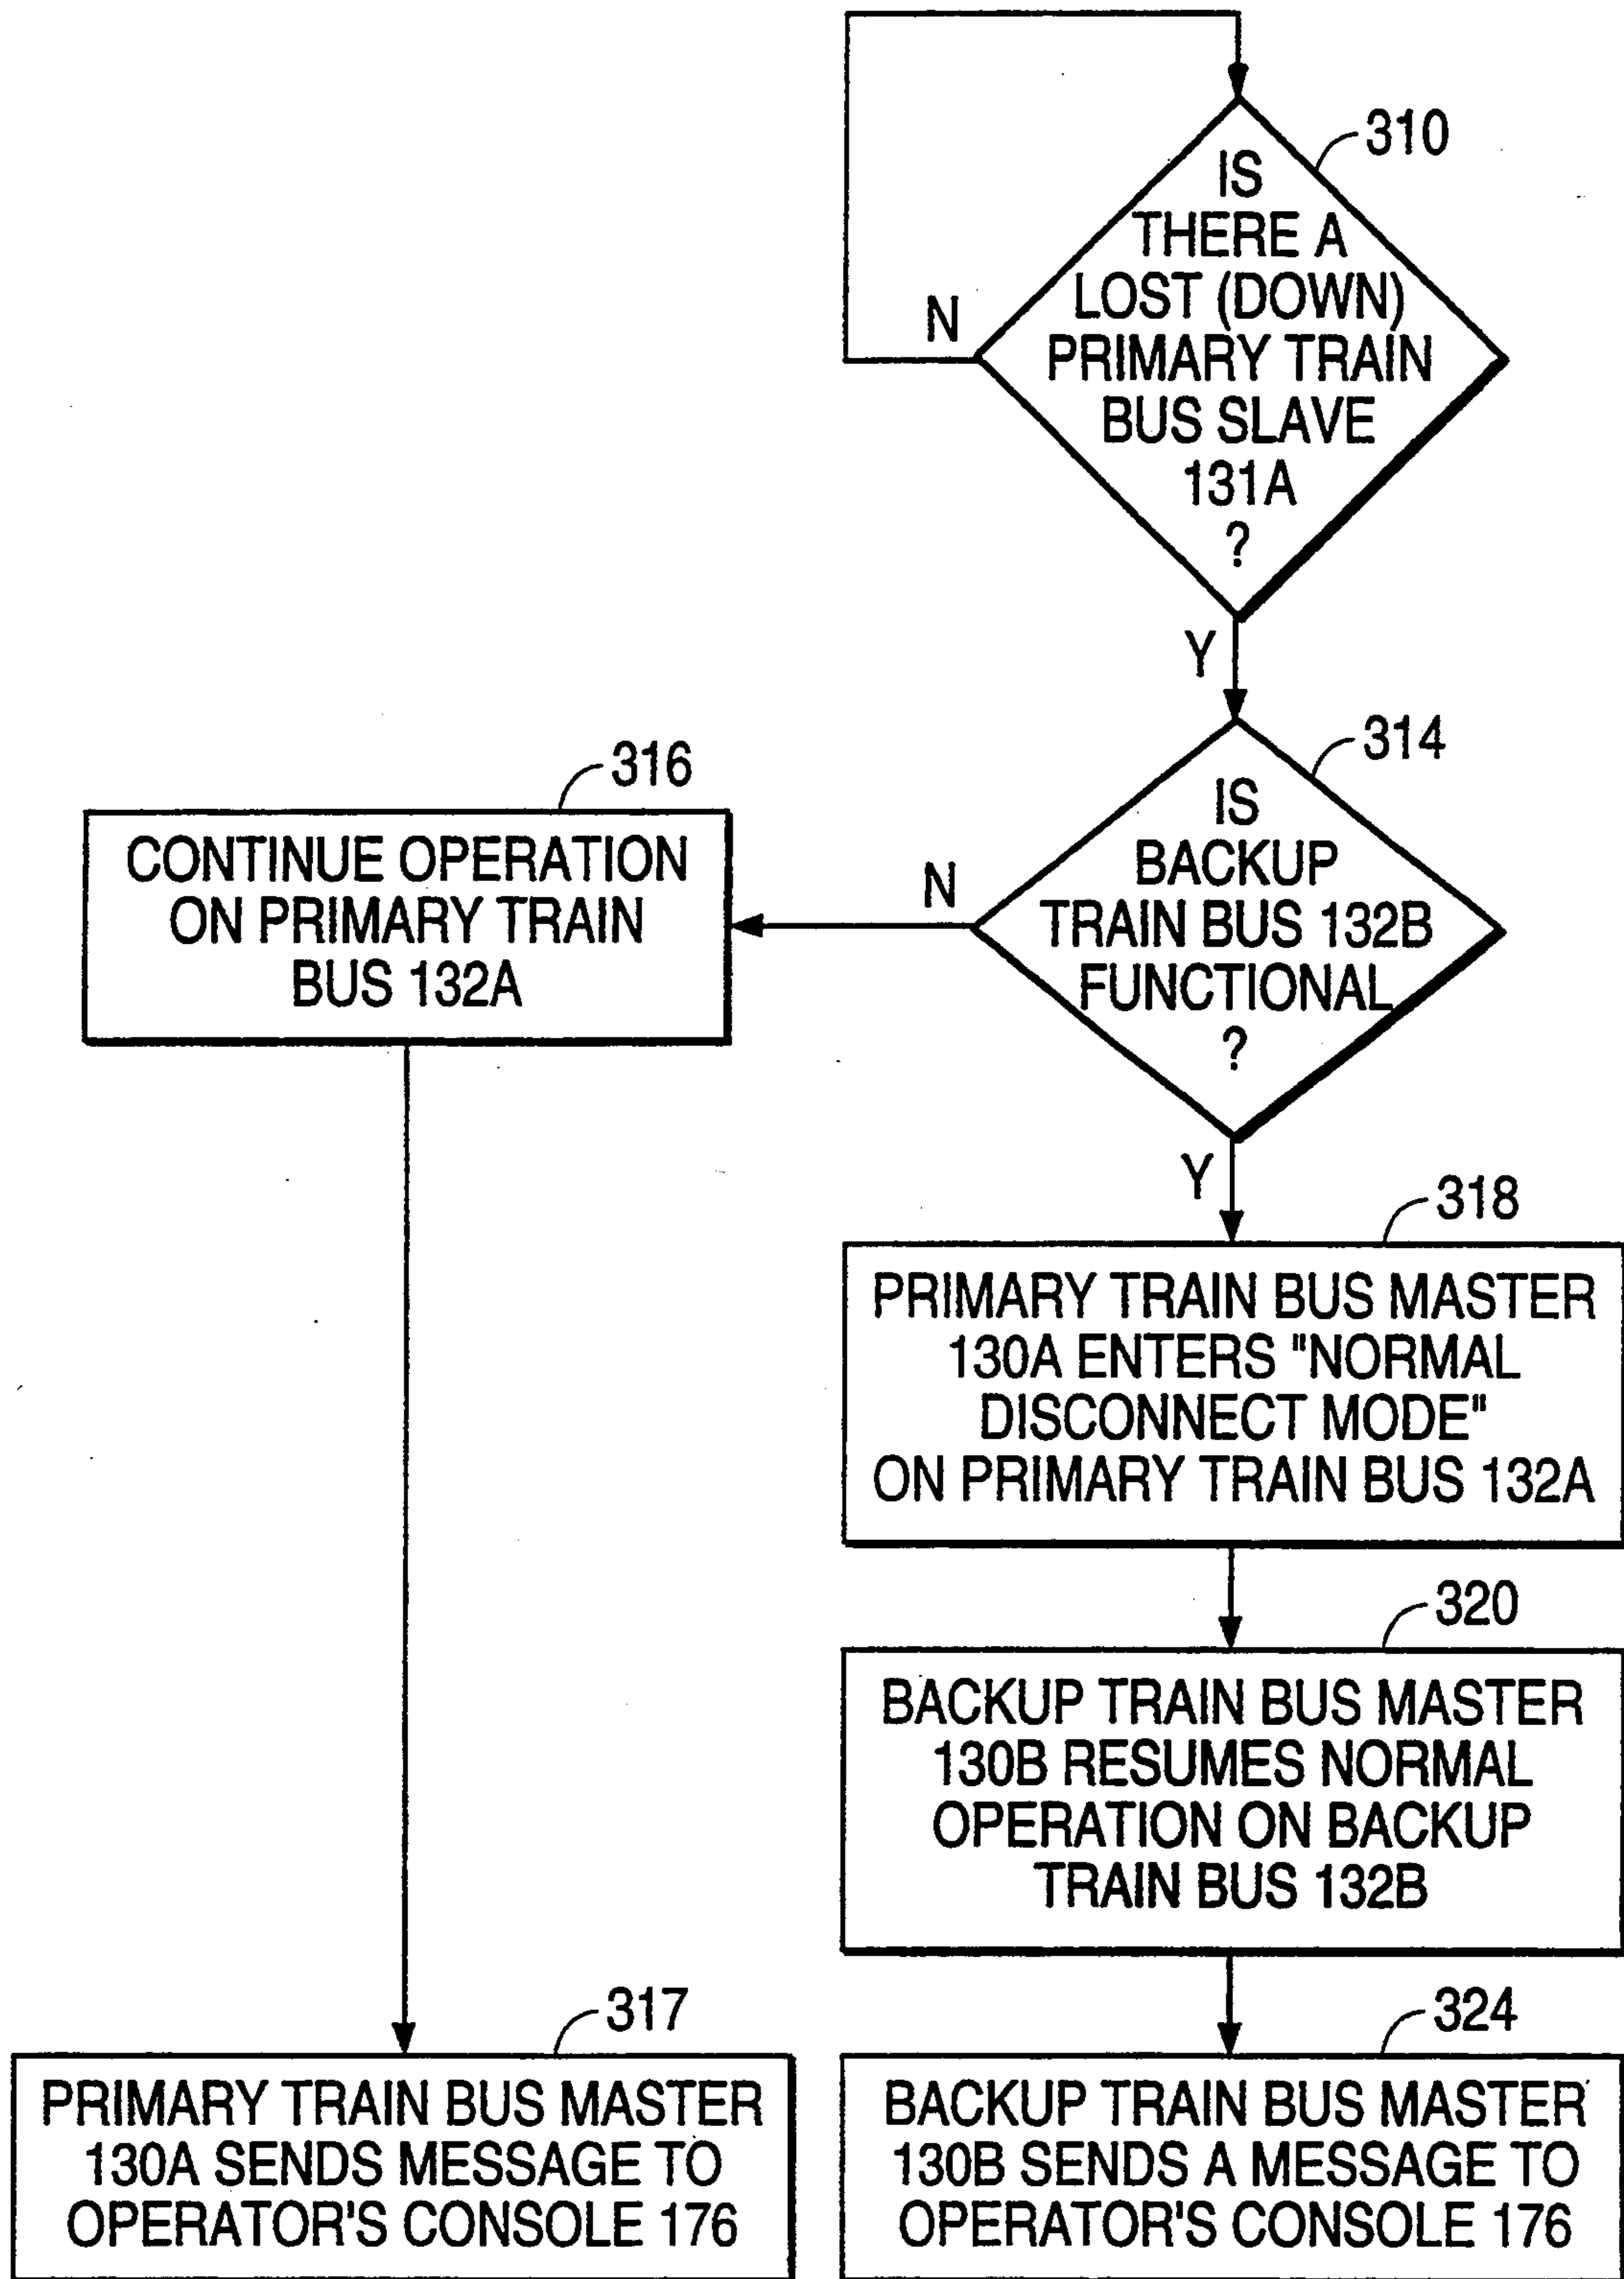 310
IS
THERE A
LOST (DOWN)
PRIMARY TRAIN
BUS SLAVE
131A
?
N
Y
314
IS
BACKUP
TRAIN BUS 132B
FUNCTIONAL
?
N
316
CONTINUE OPERATION
ON PRIMARY TRAIN
BUS 132A
Y
318
PRIMARY TRAIN BUS MASTER
130A ENTERS "NORMAL
DISCONNECT MODE"
ON PRIMARY TRAIN BUS 132A
320
BACKUP TRAIN BUS MASTER
130B RESUMES NORMAL
OPERATION ON BACKUP
TRAIN BUS 132B
317
PRIMARY TRAIN BUS MASTER
130A SENDS MESSAGE TO
OPERATOR'S CONSOLE 176
324
BACKUP TRAIN BUS MASTER
130B SENDS A MESSAGE TO
OPERATOR'S CONSOLE 176